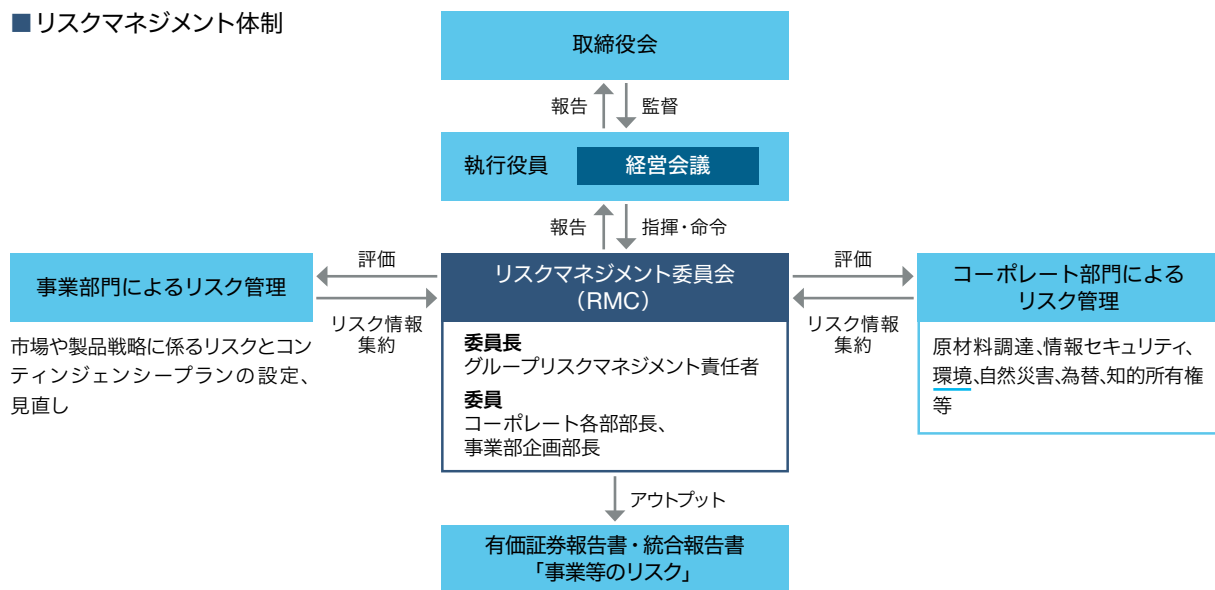 ■リスクマネジメント体制
取締役会
報告
監督
執行役員
経営会議
報告
指揮・命令
事業部門によるリスク管理
市場や製品戦略に係るリスクとコン
ティンジェンシープランの設定、
見直し
評価
リスク情報
集約
リスクマネジメント委員会
（RMC）
委員長
グループリスクマネジメント責任者
委員
コーポレート各部部長、
事業部企画部長
評価
リスク情報
集約
コーポレート部門による
リスク管理
原材料調達、情報セキュリティ、
環境、自然災害、為替、知的所有権
等
アウトプット
有価証券報告書・統合報告書
「事業等のリスク」